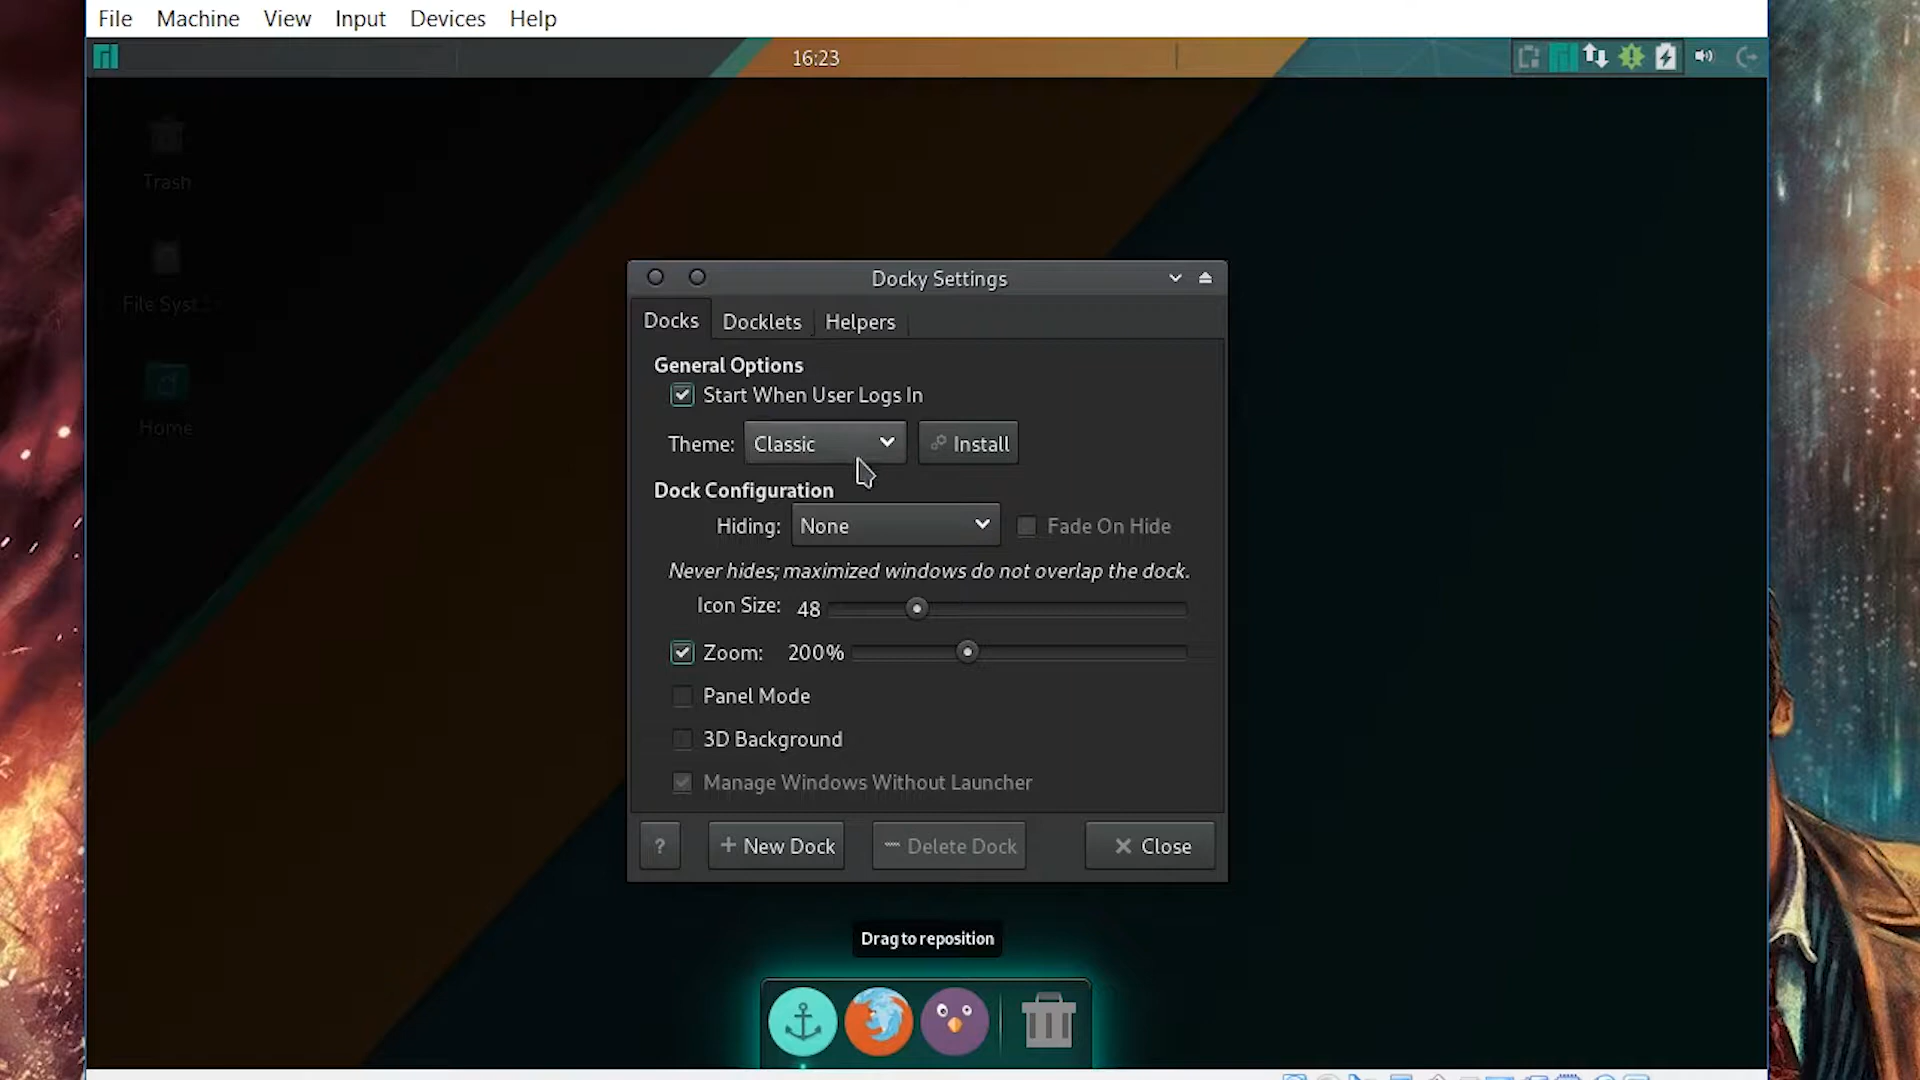 File Machine View Input Devices Help
16:23
Trash
File Syst
Home
Docky Settings
Docks Docklets Helpers
General Options
Start When User Logs In
Theme: Classic Install
Dock Configuration
Hiding: None Fade On Hide
Never hides; maximized windows do not overlap the dock.
Icon Size: 48
Zoom: 200%
Panel Mode
3D Background
Manage Windows Without Launcher
? New Dock Delete Dock Close
Drag to reposition